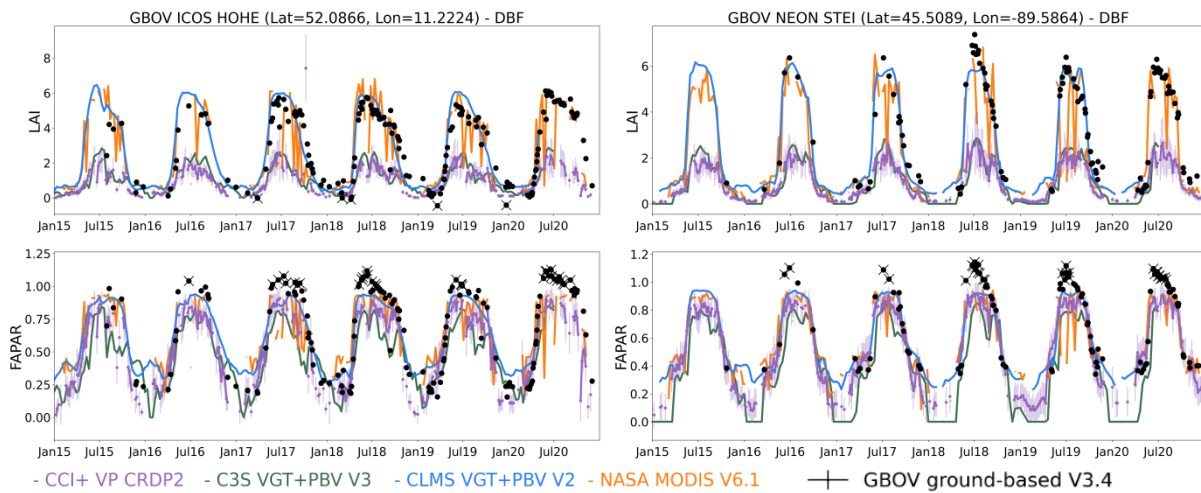 GBOV ICOS HOHE (Lat=52.0866, Lon=11.2224) - DBF
GBOV NEON STEI (Lat=45.5089, Lon=-89.5864) - DBF
LAI
6
4
2
0
Jan15 Jul15 Jan16 Jul16 Jan17 Jul17 Jan18 Jul18 Jan19 Jul19 Jan20 Jul20
LAI
6
4
2
0
Jan15 Jul15 Jan16 Jul16 Jan17 Jul17 Jan18 Jul18 Jan19 Jul19 Jan20 Jul20
FAPAR
1.25
1.00
0.75
0.50
0.25
0.00
Jan15 Jul15 Jan16 Jul16 Jan17 Jul17 Jan18 Jul18 Jan19 Jul19 Jan20 Jul20
FAPAR
1.2
1.0
0.8
0.6
0.4
0.2
0.0
Jan15 Jul15 Jan16 Jul16 Jan17 Jul17 Jan18 Jul18 Jan19 Jul19 Jan20 Jul20
- CCI+ VP CRDP2 - C3S VGT+PBV V3 - CLMS VGT+PBV V2 - NASA MODIS V6.1 GBOV ground-based V3.4